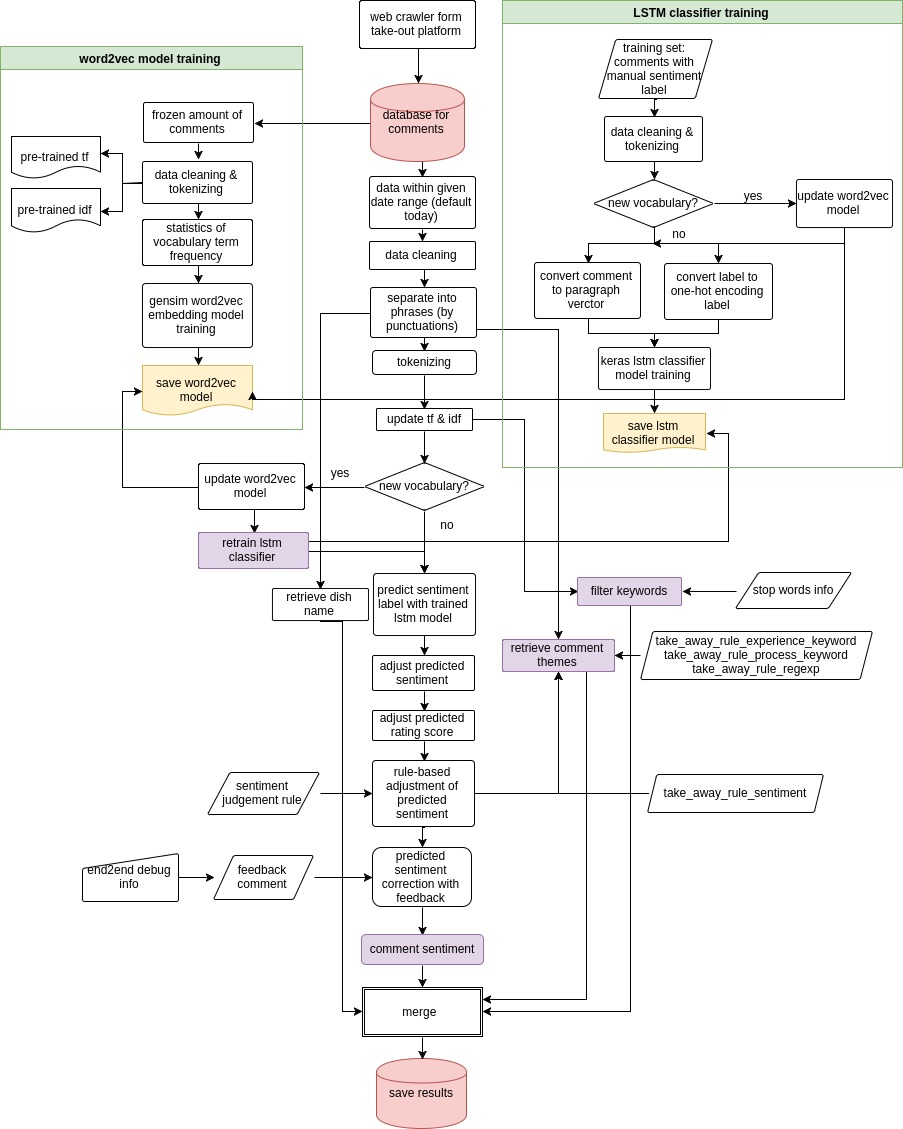 web crawler form
take-out platform
LSTM classifier training
word2vec model training
training set:
comments with
manual sentiment
label
database for
comments
frozen amount of
comments
data cleaning &
tokenizing
pre-trained tf
pre-trained idf
data cleaning &
tokenizing
data within given
date range (default
today)
new vocabulary?
yes
update word2vec
model
no
statistics of
vocabulary term
frequency
data cleaning
convert comment
to paragraph
verctor
convert label to
one-hot encoding
label
gensim word2vec
embedding model
training
separate into
phrases (by
punctuations)
tokenizing
keras lstm classifier
model training
save word2vec
model
update tf & idf
save lstm
classifier model
update word2vec
model
yes
new vocabulary?
no
retrain lstm
classifier
retrieve dish
name
predict sentiment
label with trained
lstm model
filter keywords
stop words info
adjust predicted
sentiment
retrieve comment
themes
take_away_rule_experience_keyword
take_away_rule_process_keyword
take_away_rule_regexp
adjust predicted
rating score
sentiment
judgement rule
rule-based
adjustment of
predicted
sentiment
take_away_rule_sentiment
end2end debug
info
feedback
comment
predicted
sentiment
correction with
feedback
comment sentiment
merge
save results